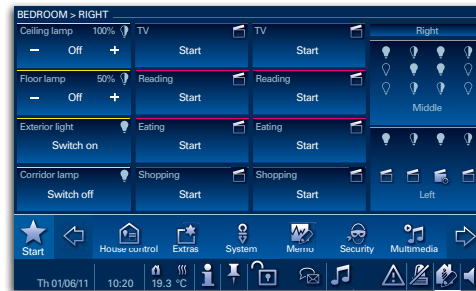 BEDROOM > RIGHT
Ceiling lamp 100%
– Off +
TV
Start
TV
Start
Right
Floor lamp 50%
– Off +
Reading
Start
Reading
Start
Middle
Exterior light
Switch on
Eating
Start
Eating
Start
Corridor lamp
Switch off
Shopping
Start
Shopping
Start
Left
Start
House control
Extras
System
Memo
Security
Multimedia
Th 01/06/11
10:20
19.3 °C